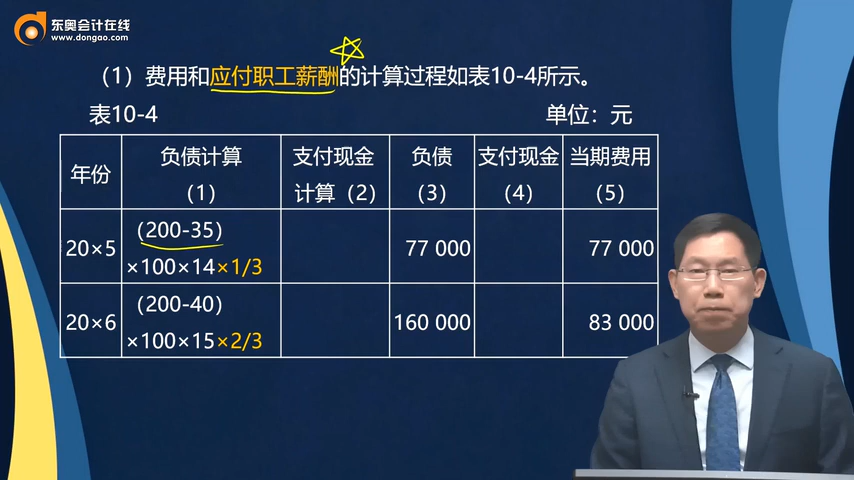 东奥会计在线
www.dongao.com
（1）费用和应付职工薪酬的计算过程如表10-4所示。
表10-4 单位：元
年份 负债计算（1） 支付现金计算（2） 负债（3） 支付现金（4） 当期费用（5）
20×5 （200-35）×100×14×1/3 77 000 77 000
20×6 （200-40）×100×15×2/3 160 000 83 000